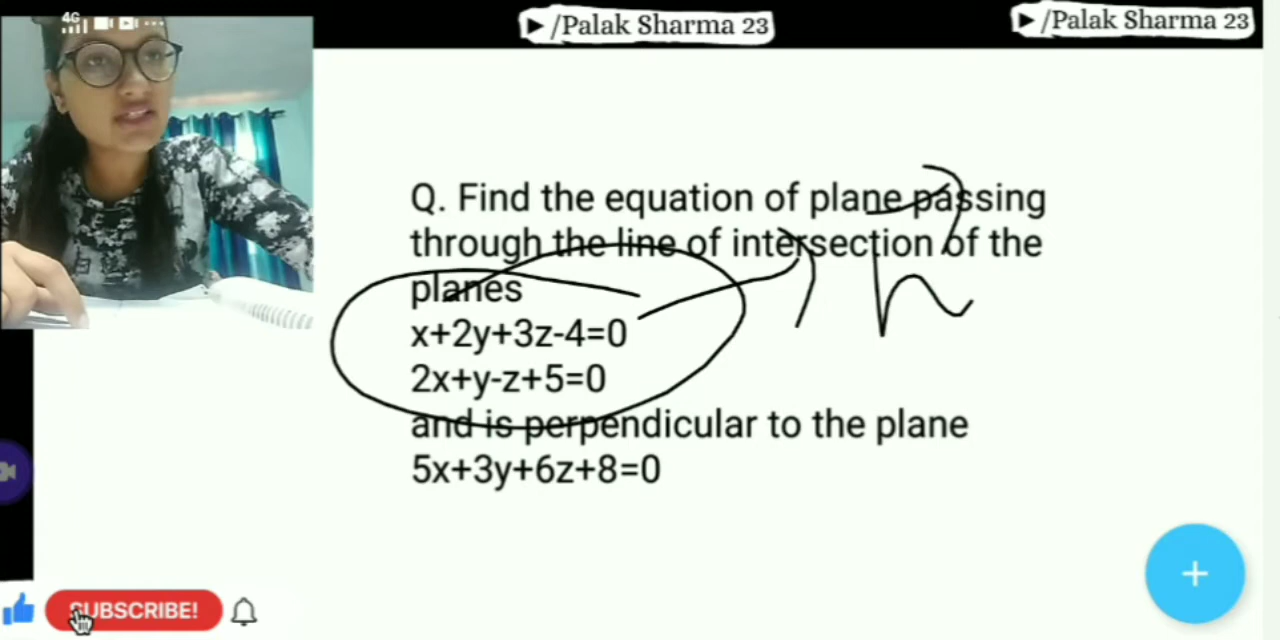 4G
/Palak Sharma 23
/Palak Sharma 23
Q. Find the equation of plane passing
through the line of intersection of the
planes
x+2y+3z-4=0
2x+y-z+5=0
and is perpendicular to the plane
5x+3y+6z+8=0
SUBSCRIBE!